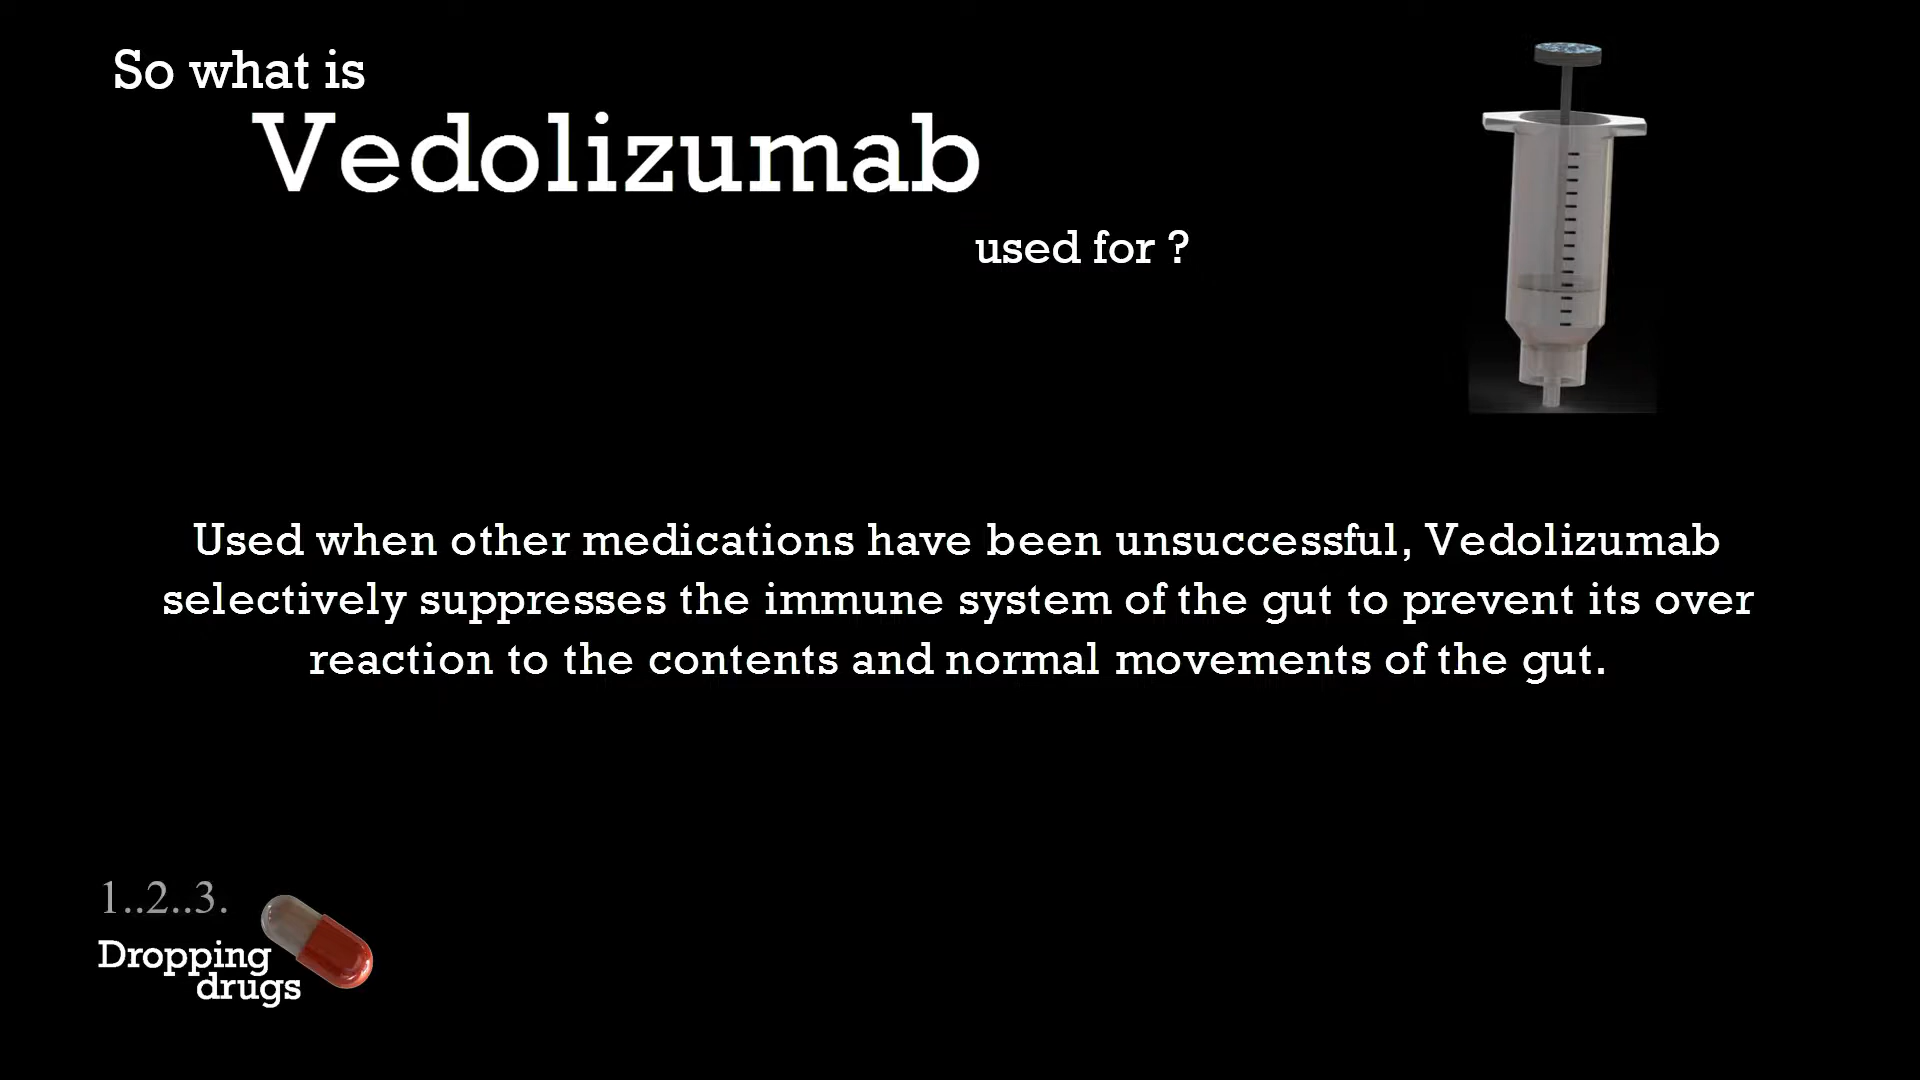 So what is
Vedolizumab
used for ?
Used when other medications have been unsuccessful, Vedolizumab
selectively suppresses the immune system of the gut to prevent its over
reaction to the contents and normal movements of the gut.
1..2..3.
Dropping
drugs